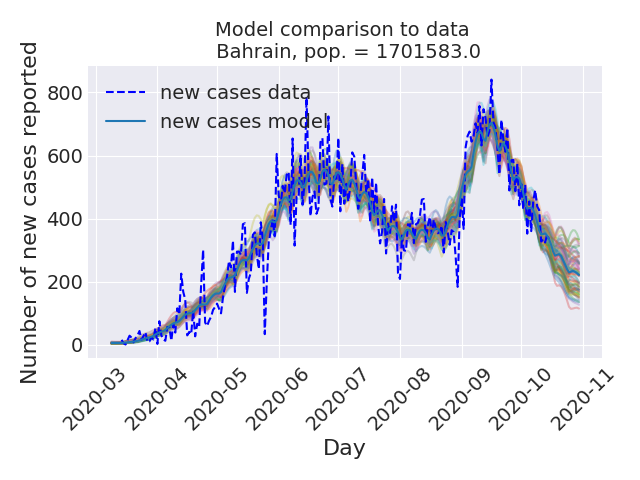 Model comparison to data
Bahrain, pop. = 1701583.0
Number of new cases reported
800
600
400
200
0
new cases data
new cases model
2020-03
2020-04
2020-05
2020-06
2020-07
2020-08
2020-09
2020-10
2020-11
Day